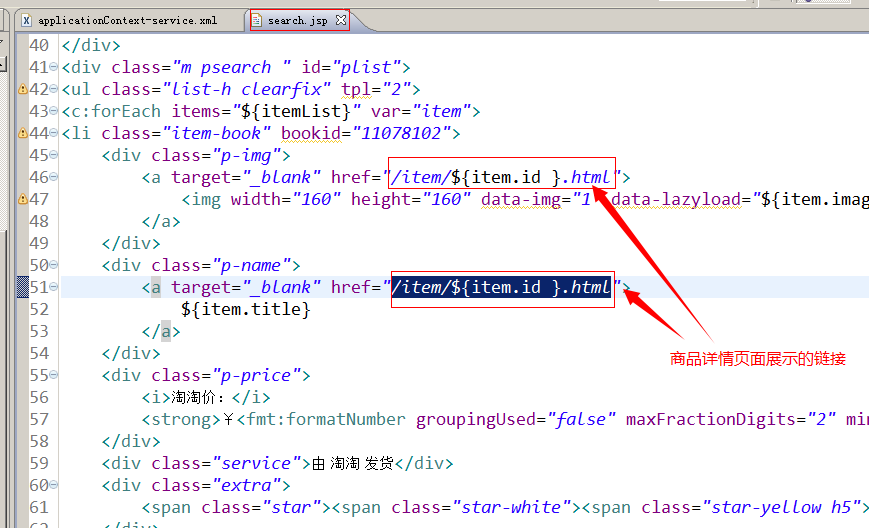 applicationContext-service.xml search.jsp
40 </div>
41 <div class="m psearch " id="plist">
42 <ul class="list-h clearfix" tpl="2">
43 <c:forEach items="${itemList}" var="item">
44 <li class="item-book" bookid="11078102">
45 <div class="p-img">
46 <a target="_blank" href="/item/${item.id }.html">
47 <img width="160" height="160" data-img="1" data-lazyload="${item.imag
48 </a>
49 </div>
50 <div class="p-name">
51 <a target="_blank" href="/item/${item.id }.html">
52 ${item.title}
53 </a>
商品详情页面展示的链接
54 </div>
55 <div class="p-price">
56 <i>淘淘价：</i>
57 <strong>￥<fmt:formatNumber groupingUsed="false" maxFractionDigits="2" min
58 </div>
59 <div class="service">由 淘淘 发货</div>
60 <div class="extra">
61 <span class="star"><span class="star-white"><span class="star-yellow h5">